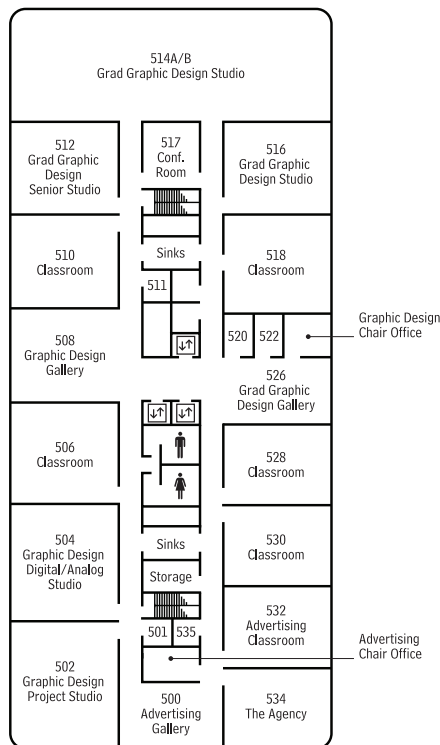 514A/B
Grad Graphic Design Studio
512
Grad Graphic
Design
Senior Studio
517
Conf.
Room
516
Grad Graphic
Design Studio
510
Classroom
Sinks
518
Classroom
511
Graphic Design
Chair Office
520
522
508
Graphic Design
Gallery
526
Grad Graphic
Design Gallery
506
Classroom
528
Classroom
504
Graphic Design
Digital/Analog
Studio
Sinks
530
Classroom
Storage
532
Advertising
Classroom
501
535
Advertising
Chair Office
502
Graphic Design
Project Studio
500
Advertising
Gallery
534
The Agency